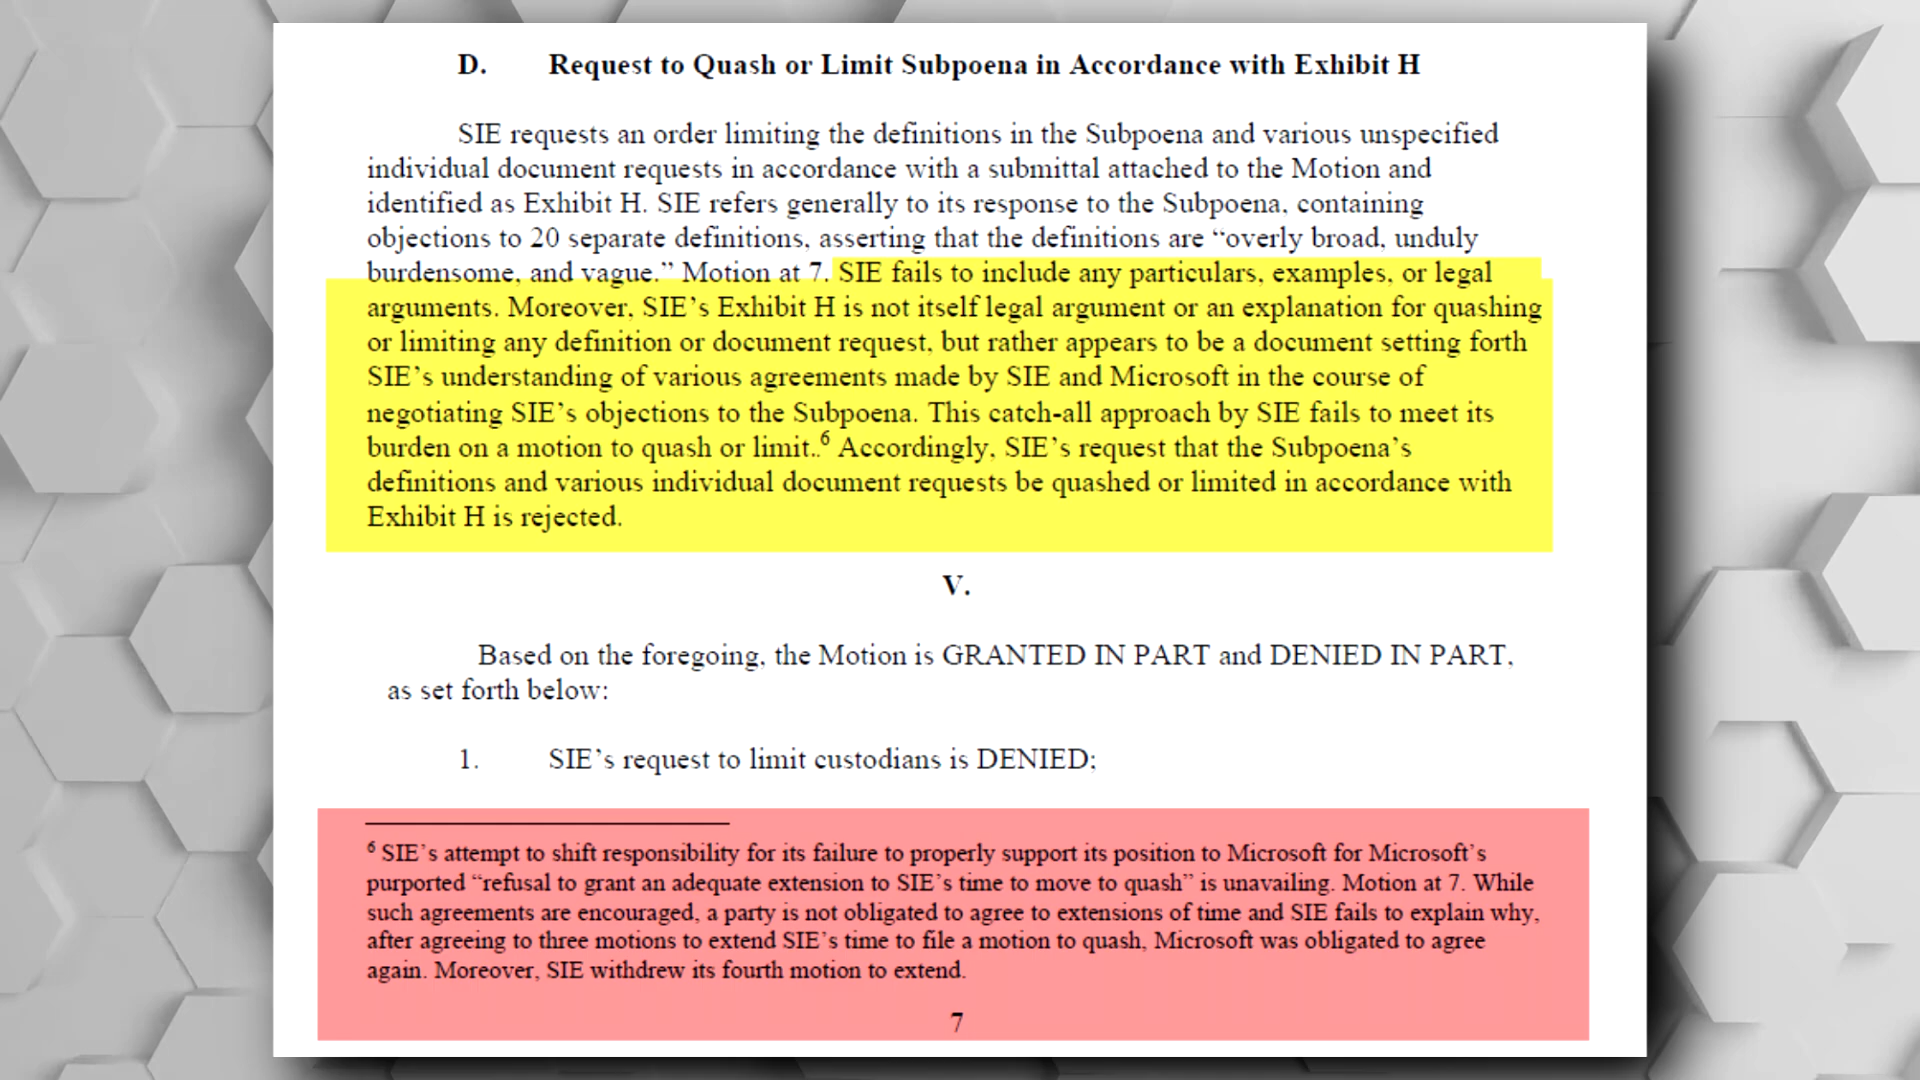 D. Request to Quash or Limit Subpoena in Accordance with Exhibit H
SIE requests an order limiting the definitions in the Subpoena and various unspecified
individual document requests in accordance with a submittal attached to the Motion and
identified as Exhibit H. SIE refers generally to its response to the Subpoena, containing
objections to 20 separate definitions, asserting that the definitions are “overly broad, unduly
burdensome, and vague.” Motion at 7. SIE fails to include any particulars, examples, or legal
arguments. Moreover, SIE’s Exhibit H is not itself legal argument or an explanation for quashing
or limiting any definition or document request, but rather appears to be a document setting forth
SIE’s understanding of various agreements made by SIE and Microsoft in the course of
negotiating SIE’s objections to the Subpoena. This catch-all approach by SIE fails to meet its
burden on a motion to quash or limit..⁶ Accordingly, SIE’s request that the Subpoena’s
definitions and various individual document requests be quashed or limited in accordance with
Exhibit H is rejected.
V.
Based on the foregoing, the Motion is GRANTED IN PART and DENIED IN PART,
as set forth below:
1. SIE’s request to limit custodians is DENIED;
⁶ SIE’s attempt to shift responsibility for its failure to properly support its position to Microsoft for Microsoft’s
purported “refusal to grant an adequate extension to SIE’s time to move to quash” is unavailing. Motion at 7. While
such agreements are encouraged, a party is not obligated to agree to extensions of time and SIE fails to explain why,
after agreeing to three motions to extend SIE’s time to file a motion to quash, Microsoft was obligated to agree
again. Moreover, SIE withdrew its fourth motion to extend.
7